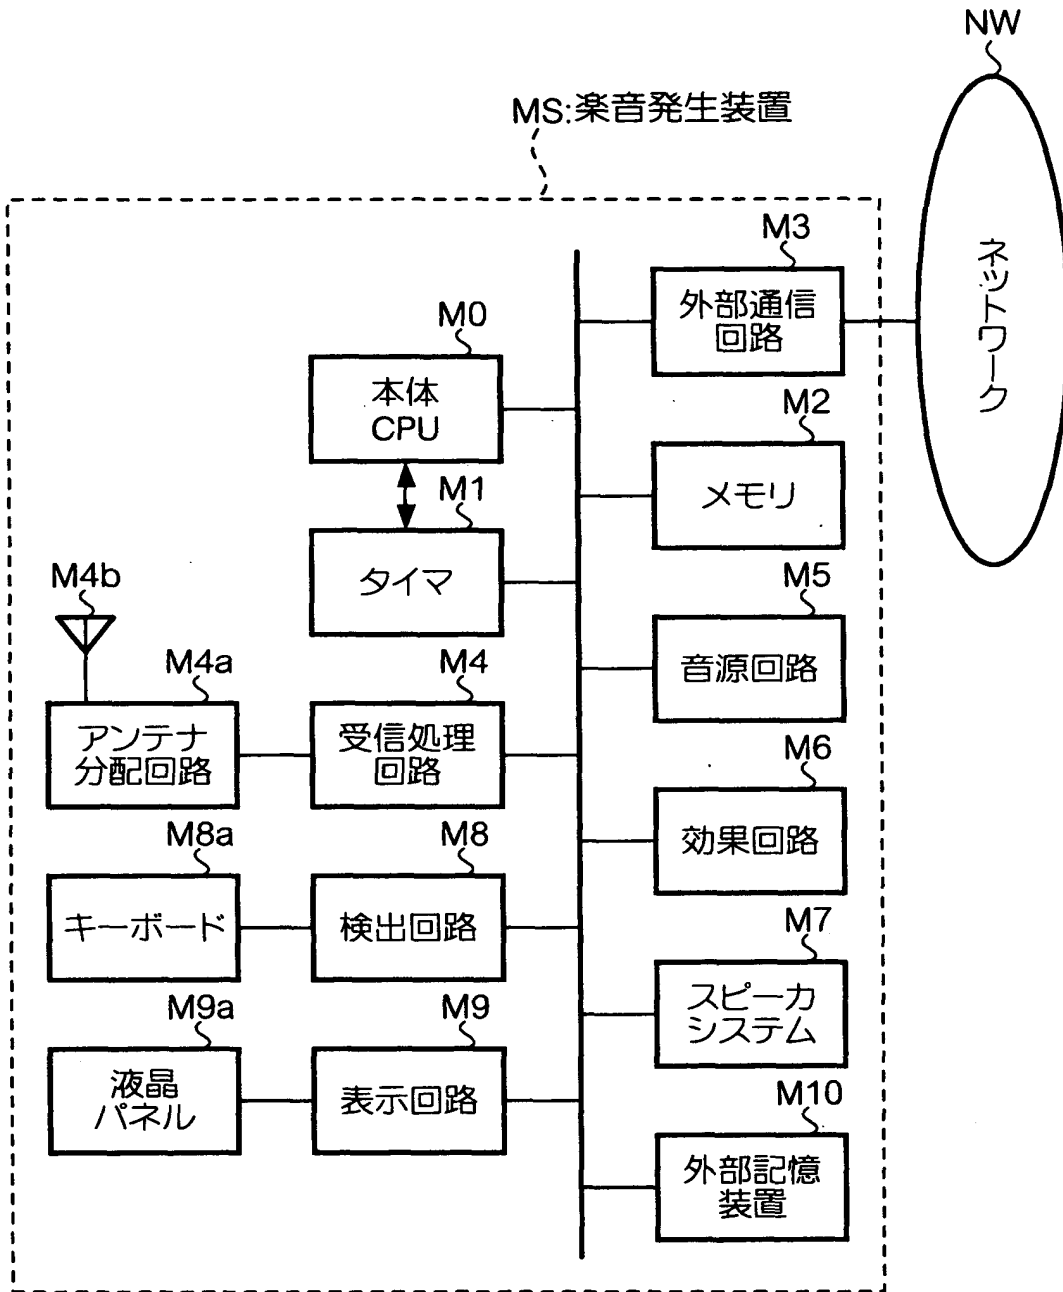 NW
MS:楽音発生装置
M3
外部通信
回路
ネットワーク
M0
本体
CPU
M2
メモリ
M1
タイマ
M4b
M5
音源回路
M4a
アンテナ
分配回路
M4
受信処理
回路
M6
効果回路
M8a
キーボード
M8
検出回路
M7
スピーカ
システム
M9a
液晶
パネル
M9
表示回路
M10
外部記憶
装置